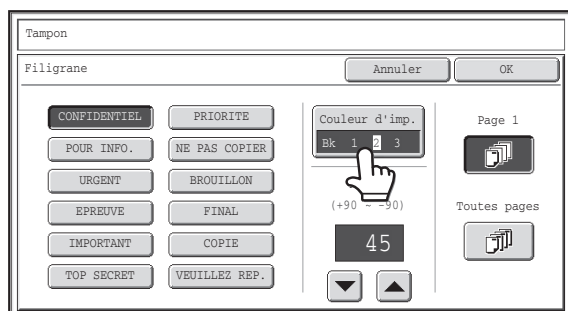 Tampon
Filigrane
Annuler
OK
CONFIDENTIEL
PRIORITE
POUR INFO.
NE PAS COPIER
URGENT
BROUILLON
EPREUVE
FINAL
IMPORTANT
COPIE
TOP SECRET
VEUILLEZ REP.
Couleur d'imp.
Bk 1 2 3
(+90 ~ -90)
45
Page 1
Toutes pages